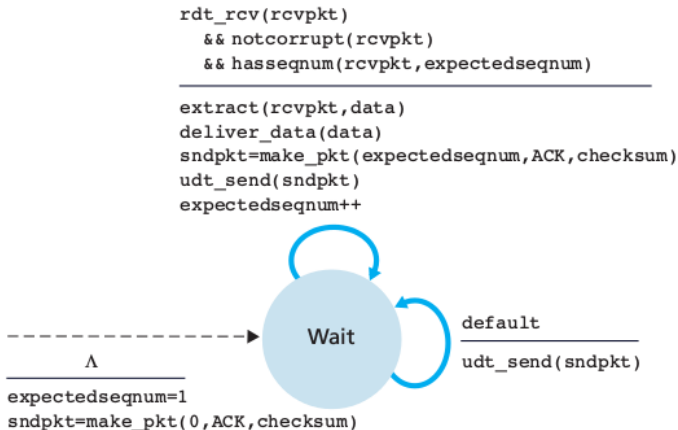 rdt_rcv(rcvpkt)
&& notcorrupt(rcvpkt)
&& hasseqnum(rcvpkt,expectedseqnum)
extract(rcvpkt,data)
deliver_data(data)
sndpkt=make_pkt(expectedseqnum,ACK,checksum)
udt_send(sndpkt)
expectedseqnum++
Wait
default
udt_send(sndpkt)
Λ
expectedseqnum=1
sndpkt=make_pkt(0,ACK,checksum)